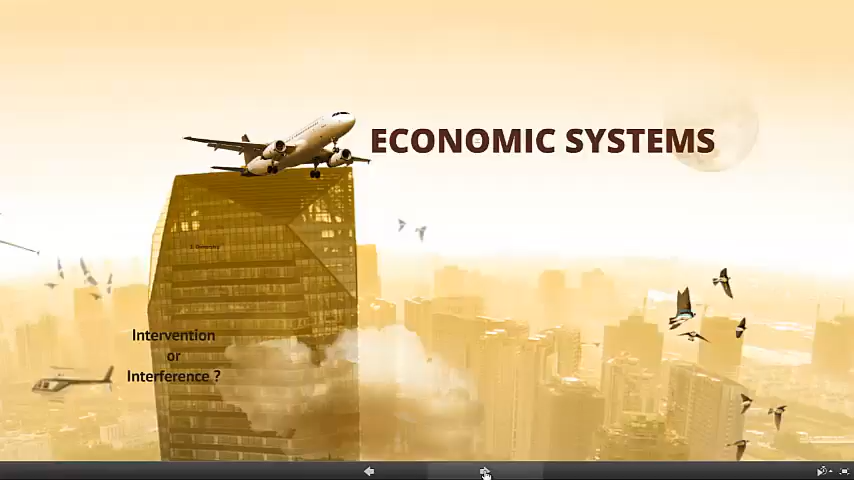 ECONOMIC SYSTEMS
Intervention
or
Interference ?